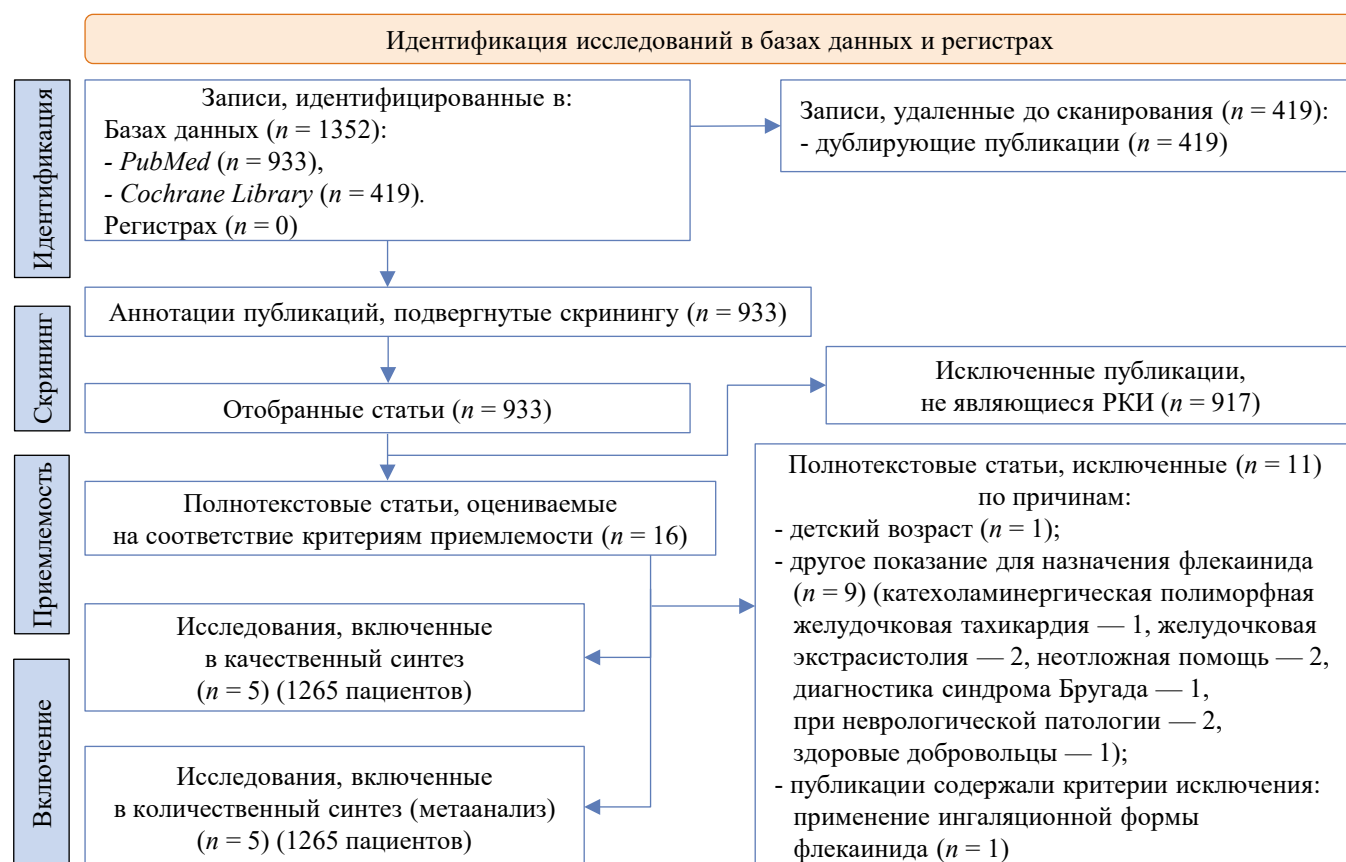 Идентификация исследований в базах данных и регистрах
Идентификация
Записи, идентифицированные в:
Базах данных (n = 1352):
- PubMed (n = 933),
- Cochrane Library (n = 419).
Регистрах (n = 0)
Записи, удаленные до сканирования (n = 419):
- дублирующие публикации (n = 419)
Скрининг
Аннотации публикаций, подвергнутые скринингу (n = 933)
Отобранные статьи (n = 933)
Исключенные публикации,
не являющиеся РКИ (n = 917)
Приемлемость
Полнотекстовые статьи, оцениваемые
на соответствие критериям приемлемости (n = 16)
Полнотекстовые статьи, исключенные (n = 11)
по причинам:
- детский возраст (n = 1);
- другое показание для назначения флекаинида
(n = 9) (катехоламинергическая полиморфная
желудочковая тахикардия — 1, желудочковая
экстрасистолия — 2, неотложная помощь — 2,
диагностика синдрома Бругада — 1,
при неврологической патологии — 2,
здоровые добровольцы — 1);
- публикации содержали критерии исключения:
применение ингаляционной формы
флекаинида (n = 1)
Включение
Исследования, включенные
в качественный синтез
(n = 5) (1265 пациентов)
Исследования, включенные
в количественный синтез (метаанализ)
(n = 5) (1265 пациентов)